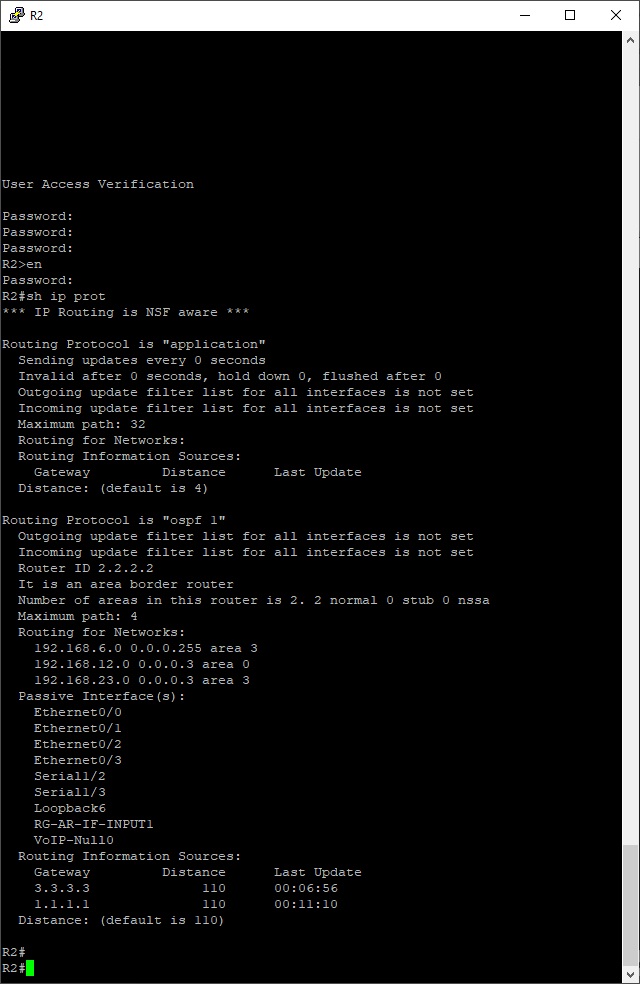 R2
User Access Verification
Password:
Password:
Password:
R2>en
Password:
R2#sh ip prot
*** IP Routing is NSF aware ***
Routing Protocol is "application"
  Sending updates every 0 seconds
  Invalid after 0 seconds, hold down 0, flushed after 0
  Outgoing update filter list for all interfaces is not set
  Incoming update filter list for all interfaces is not set
  Maximum path: 32
  Routing for Networks:
  Routing Information Sources:
    Gateway         Distance      Last Update
  Distance: (default is 4)
Routing Protocol is "ospf 1"
  Outgoing update filter list for all interfaces is not set
  Incoming update filter list for all interfaces is not set
  Router ID 2.2.2.2
  It is an area border router
  Number of areas in this router is 2. 2 normal 0 stub 0 nssa
  Maximum path: 4
  Routing for Networks:
    192.168.6.0 0.0.0.255 area 3
    192.168.12.0 0.0.0.3 area 0
    192.168.23.0 0.0.0.3 area 3
  Passive Interface(s):
    Ethernet0/0
    Ethernet0/1
    Ethernet0/2
    Ethernet0/3
    Serial1/2
    Serial1/3
    Loopback6
    RG-AR-IF-INPUT1
    VoIP-Null0
  Routing Information Sources:
    Gateway         Distance      Last Update
    3.3.3.3              110      00:06:56
    1.1.1.1              110      00:11:10
  Distance: (default is 110)
R2#
R2#